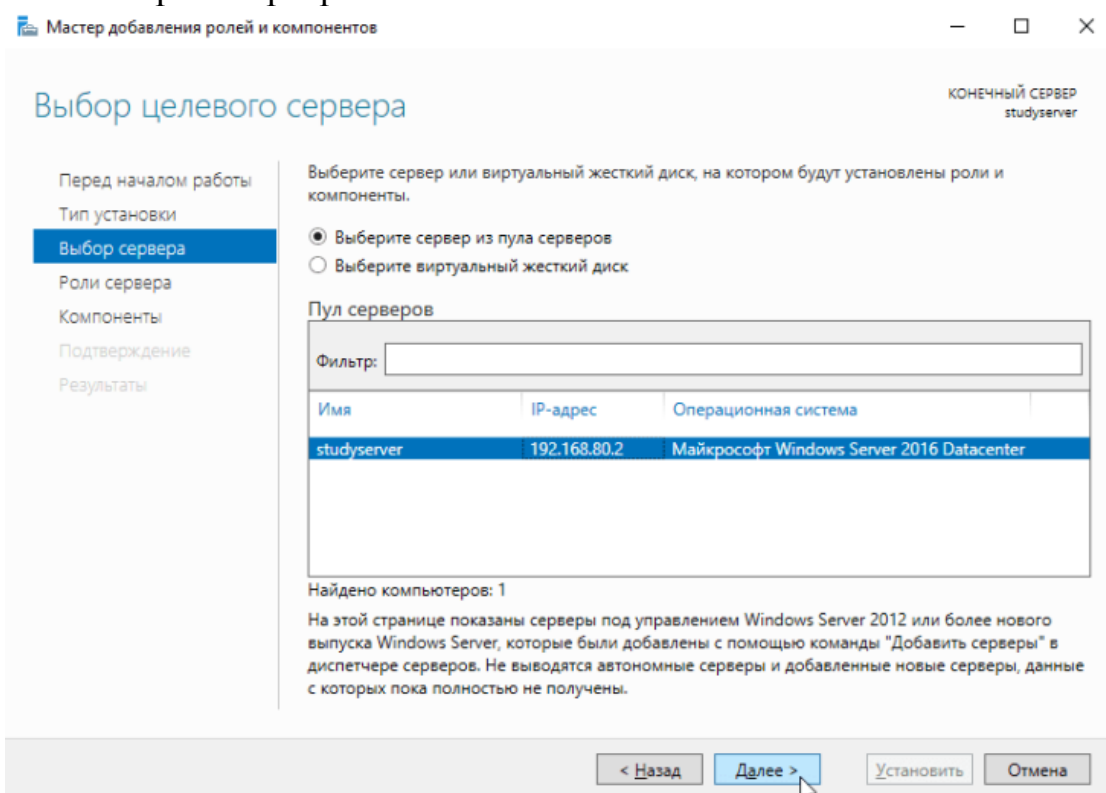 Мастер добавления ролей и компонентов
Выбор целевого сервера
КОНЕЧНЫЙ СЕРВЕР
studyserver
Перед началом работы
Тип установки
Выбор сервера
Роли сервера
Компоненты
Подтверждение
Результаты
Выберите сервер или виртуальный жесткий диск, на котором будут установлены роли и
компоненты.
Выберите сервер из пула серверов
Выберите виртуальный жесткий диск
Пул серверов
Фильтр:
Имя IP-адрес Операционная система
studyserver 192.168.80.2 Майкрософт Windows Server 2016 Datacenter
Найдено компьютеров: 1
На этой странице показаны серверы под управлением Windows Server 2012 или более нового
выпуска Windows Server, которые были добавлены с помощью команды "Добавить серверы" в
диспетчере серверов. Не выводятся автономные серверы и добавленные новые серверы, данные
с которых пока полностью не получены.
< Назад Далее > Установить Отмена